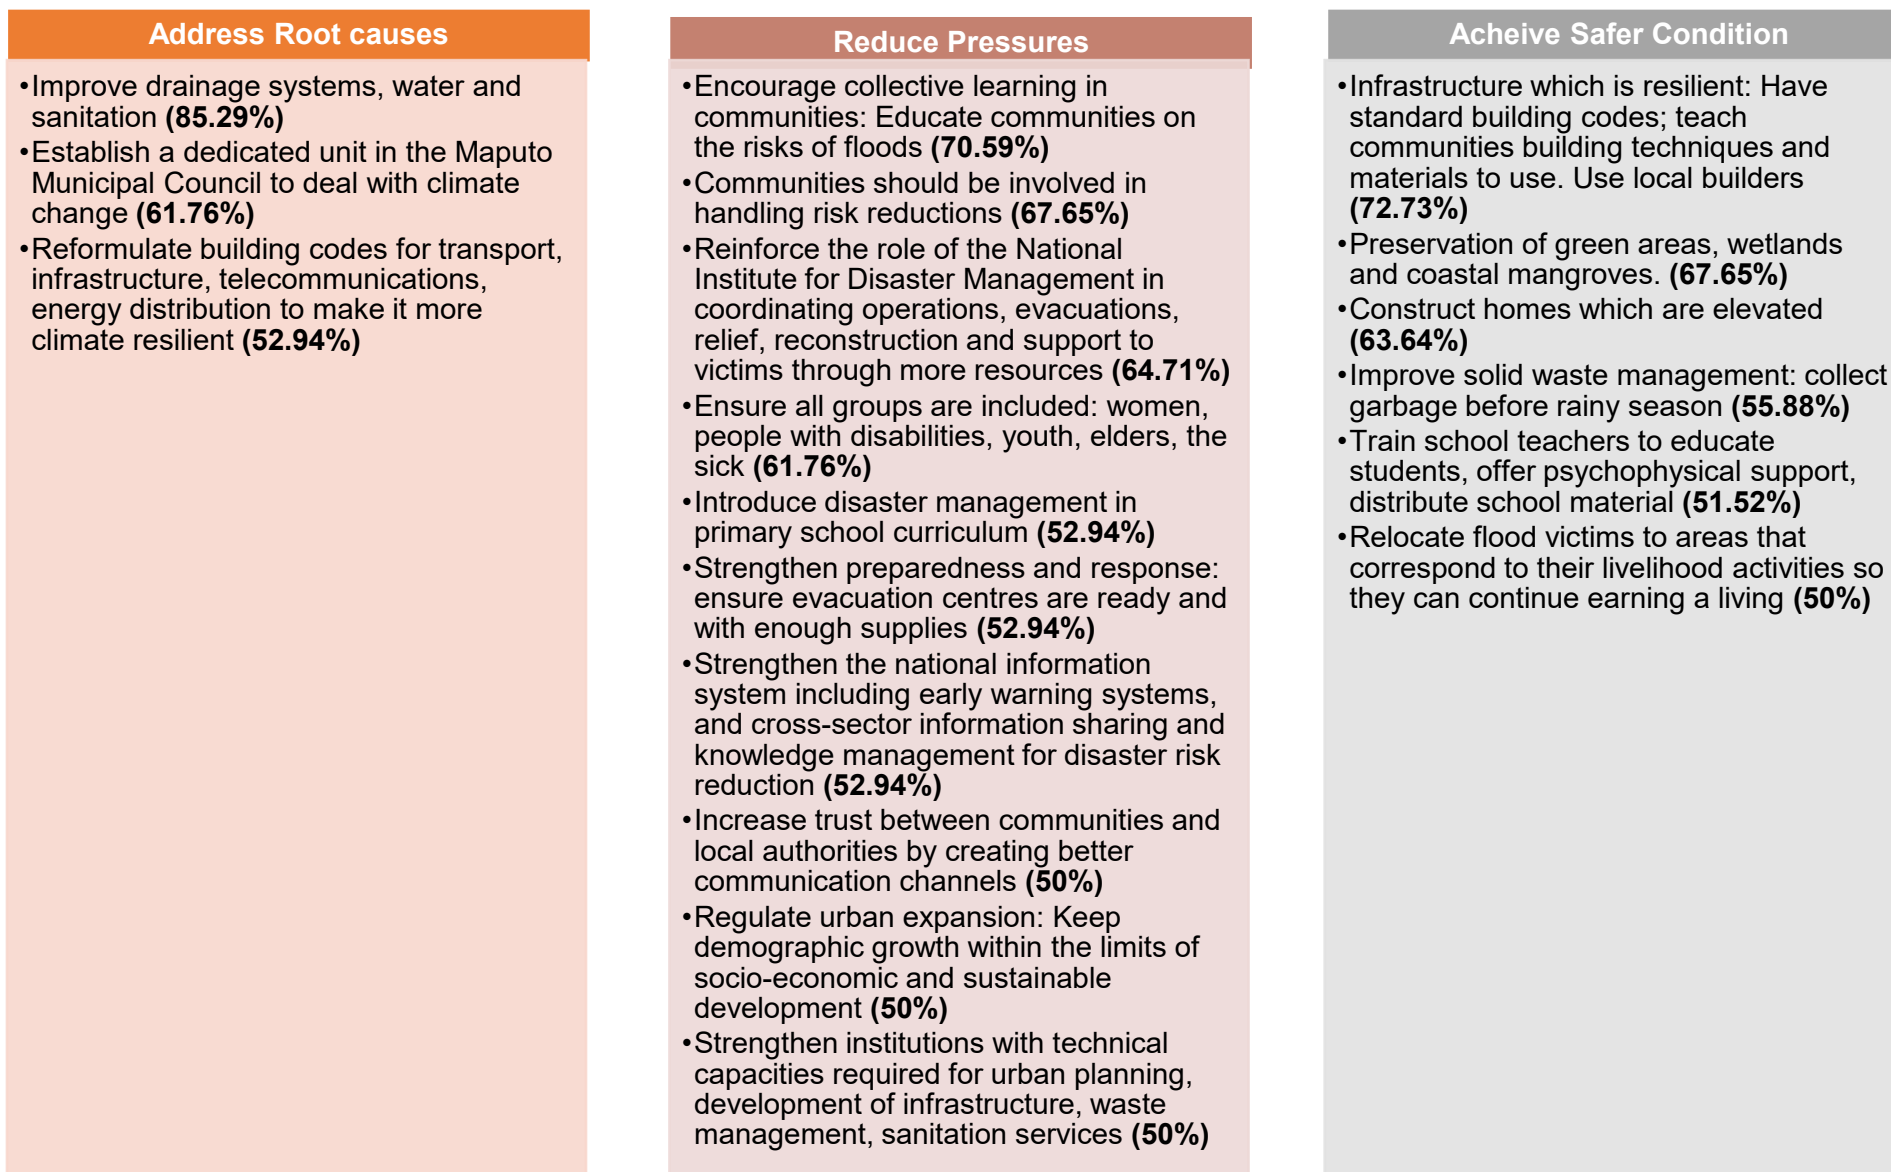 Address Root causes
•Improve drainage systems, water and
sanitation (85.29%)
•Establish a dedicated unit in the Maputo
Municipal Council to deal with climate
change (61.76%)
•Reformulate building codes for transport,
infrastructure, telecommunications,
energy distribution to make it more
climate resilient (52.94%)
Reduce Pressures
•Encourage collective learning in
communities: Educate communities on
the risks of floods (70.59%)
•Communities should be involved in
handling risk reductions (67.65%)
•Reinforce the role of the National
Institute for Disaster Management in
coordinating operations, evacuations,
relief, reconstruction and support to
victims through more resources (64.71%)
•Ensure all groups are included: women,
people with disabilities, youth, elders, the
sick (61.76%)
•Introduce disaster management in
primary school curriculum (52.94%)
•Strengthen preparedness and response:
ensure evacuation centres are ready and
with enough supplies (52.94%)
•Strengthen the national information
system including early warning systems,
and cross-sector information sharing and
knowledge management for disaster risk
reduction (52.94%)
•Increase trust between communities and
local authorities by creating better
communication channels (50%)
•Regulate urban expansion: Keep
demographic growth within the limits of
socio-economic and sustainable
development (50%)
•Strengthen institutions with technical
capacities required for urban planning,
development of infrastructure, waste
management, sanitation services (50%)
Acheive Safer Condition
•Infrastructure which is resilient: Have
standard building codes; teach
communities building techniques and
materials to use. Use local builders
(72.73%)
•Preservation of green areas, wetlands
and coastal mangroves. (67.65%)
•Construct homes which are elevated
(63.64%)
•Improve solid waste management: collect
garbage before rainy season (55.88%)
•Train school teachers to educate
students, offer psychophysical support,
distribute school material (51.52%)
•Relocate flood victims to areas that
correspond to their livelihood activities so
they can continue earning a living (50%)